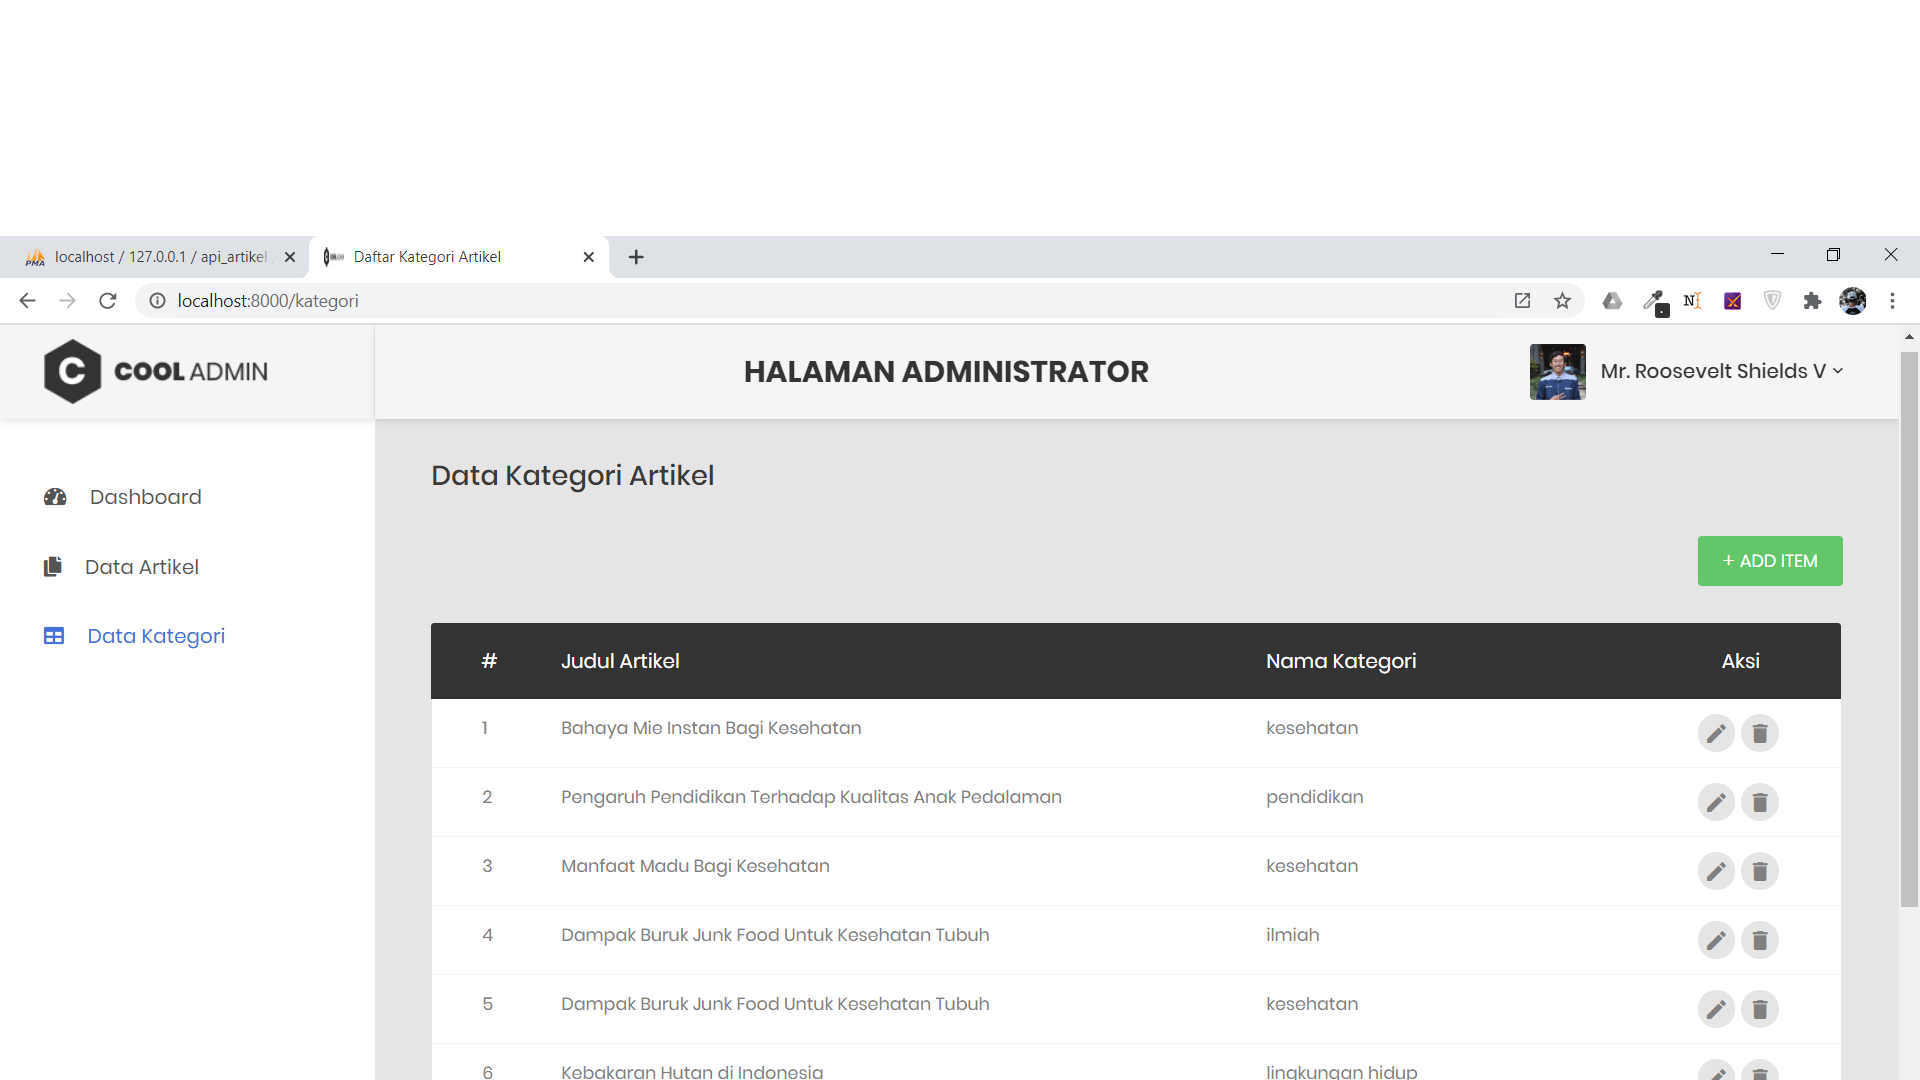 localhost / 127.0.0.1 / api_artikel
Daftar Kategori Artikel
localhost:8000/kategori
C COOL ADMIN
HALAMAN ADMINISTRATOR
Mr. Roosevelt Shields V
Dashboard
Data Artikel
Data Kategori
Data Kategori Artikel
+ ADD ITEM
# Judul Artikel Nama Kategori Aksi
1 Bahaya Mie Instan Bagi Kesehatan kesehatan
2 Pengaruh Pendidikan Terhadap Kualitas Anak Pedalaman pendidikan
3 Manfaat Madu Bagi Kesehatan kesehatan
4 Dampak Buruk Junk Food Untuk Kesehatan Tubuh ilmiah
5 Dampak Buruk Junk Food Untuk Kesehatan Tubuh kesehatan
6 Kebakaran Hutan di Indonesia lingkungan hidup